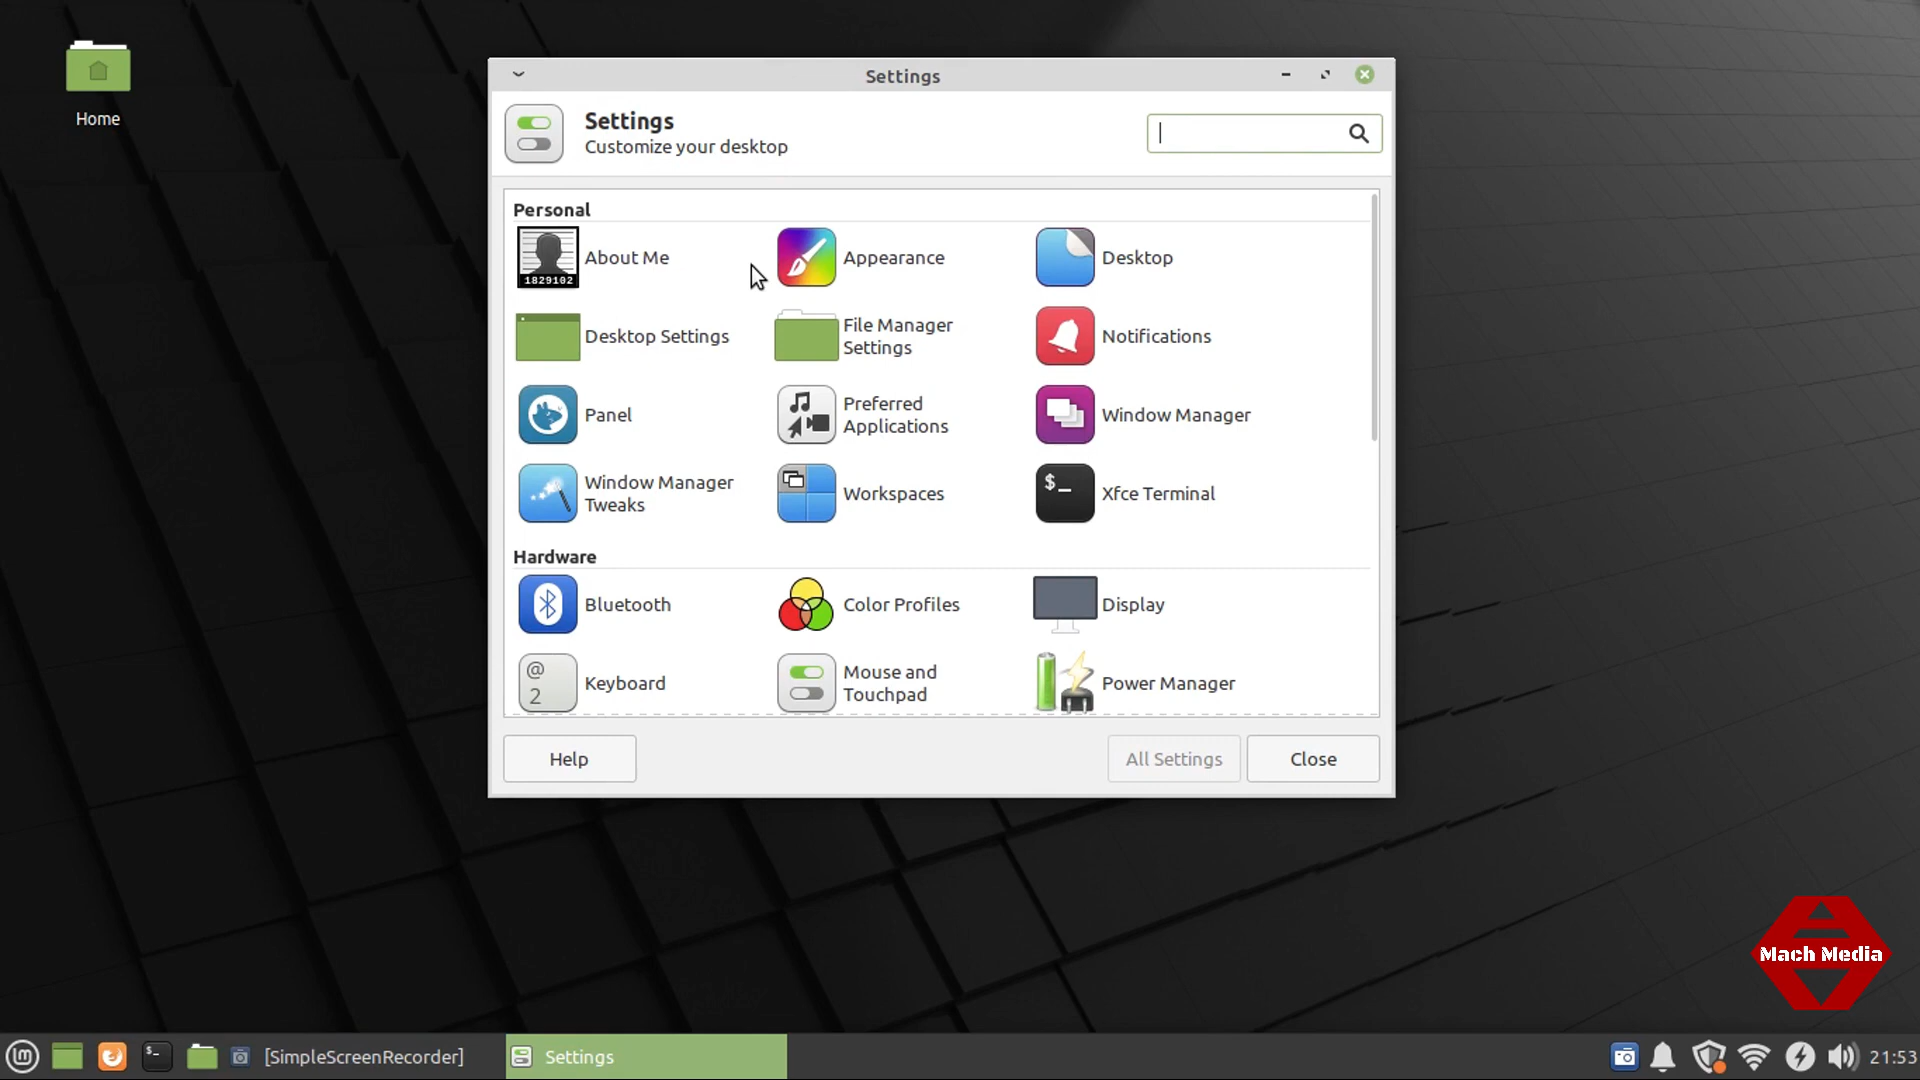 Home
Settings
Settings
Customize your desktop
Personal
1829102
About Me
Appearance
Desktop
Desktop Settings
File Manager
Settings
Notifications
Panel
Preferred
Applications
Window Manager
Window Manager
Tweaks
Workspaces
$_
Xfce Terminal
Hardware
Bluetooth
Color Profiles
Display
@
2
Keyboard
Mouse and
Touchpad
Power Manager
Help
All Settings
Close
Mach Media
lm
$_
[SimpleScreenRecorder]
Settings
21:53